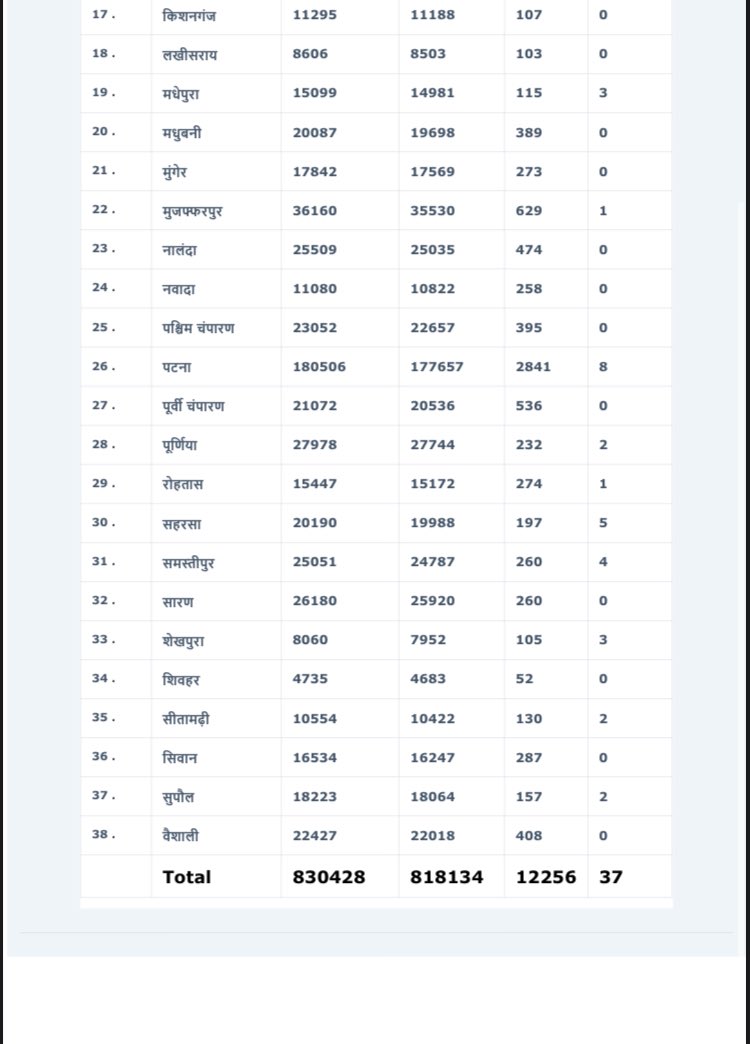 17. किशनगंज 11295 11188 107 0
18. लखीसराय 8606 8503 103 0
19. मधेपुरा 15099 14981 115 3
20. मधुबनी 20087 19698 389 0
21. मुंगेर 17842 17569 273 0
22. मुजफ्फरपुर 36160 35530 629 1
23. नालंदा 25509 25035 474 0
24. नवादा 11080 10822 258 0
25. पश्चिम चंपारण 23052 22657 395 0
26. पटना 180506 177657 2841 8
27. पूर्वी चंपारण 21072 20536 536 0
28. पूर्णिया 27978 27744 232 2
29. रोहतास 15447 15172 274 1
30. सहरसा 20190 19988 197 5
31. समस्तीपुर 25051 24787 260 4
32. सारण 26180 25920 260 0
33. शेखपुरा 8060 7952 105 3
34. शिवहर 4735 4683 52 0
35. सीतामढ़ी 10554 10422 130 2
36. सिवान 16534 16247 287 0
37. सुपौल 18223 18064 157 2
38. वैशाली 22427 22018 408 0
Total 830428 818134 12256 37